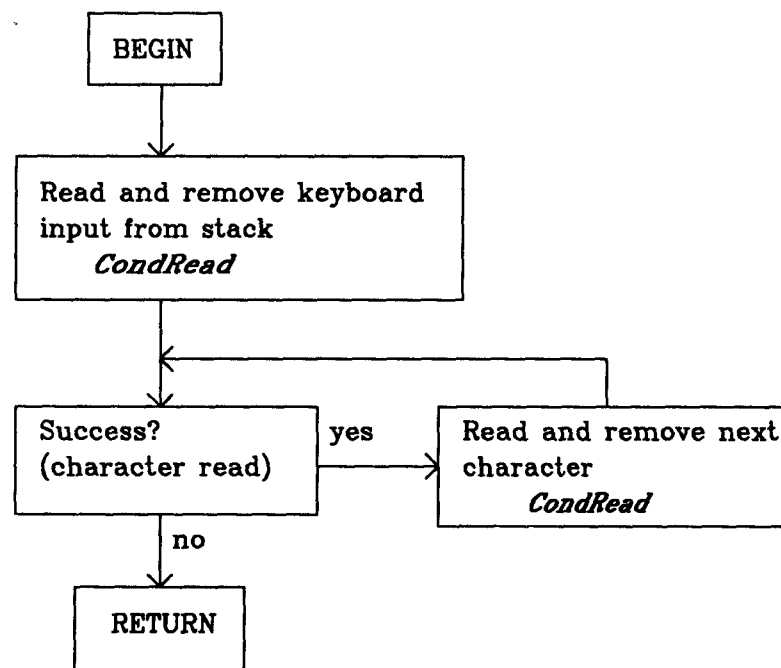 BEGIN
Read and remove keyboard
input from stack
CondRead
Success?
(character read)
yes
Read and remove next
character
CondRead
no
RETURN